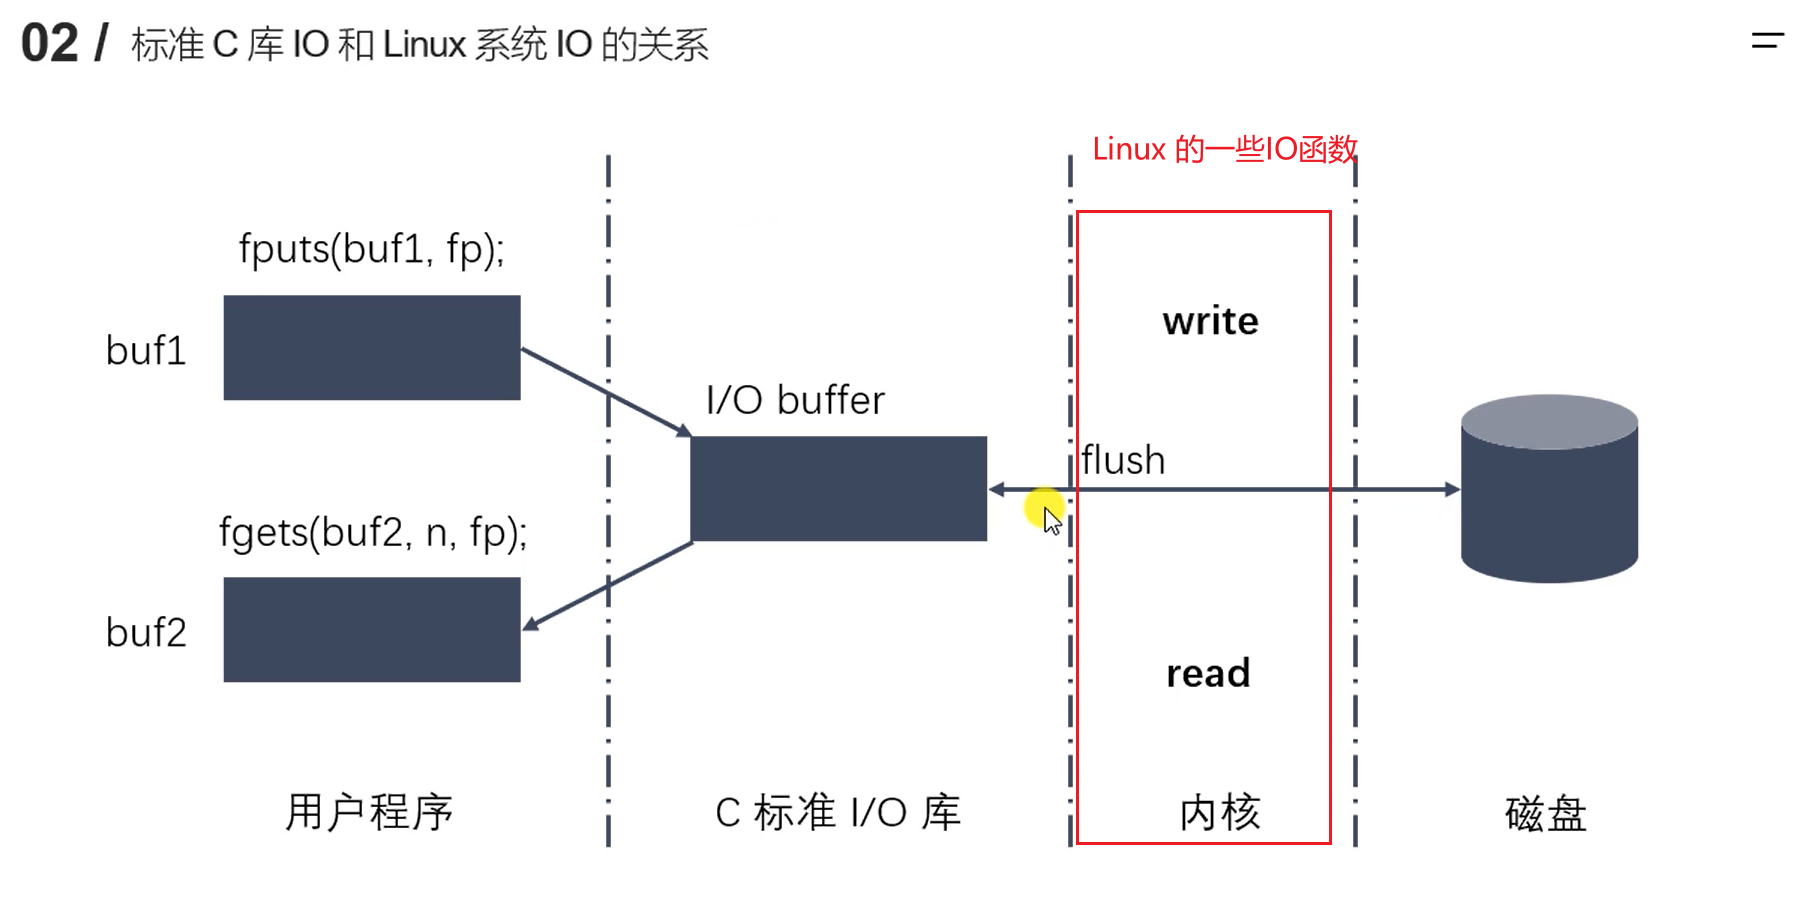 02 / 标准 C 库 IO 和 Linux 系统 IO 的关系
Linux 的一些IO函数
fputs(buf1, fp);
buf1
write
I/O buffer
flush
fgets(buf2, n, fp);
buf2
read
用户程序
C 标准 I/O 库
内核
磁盘